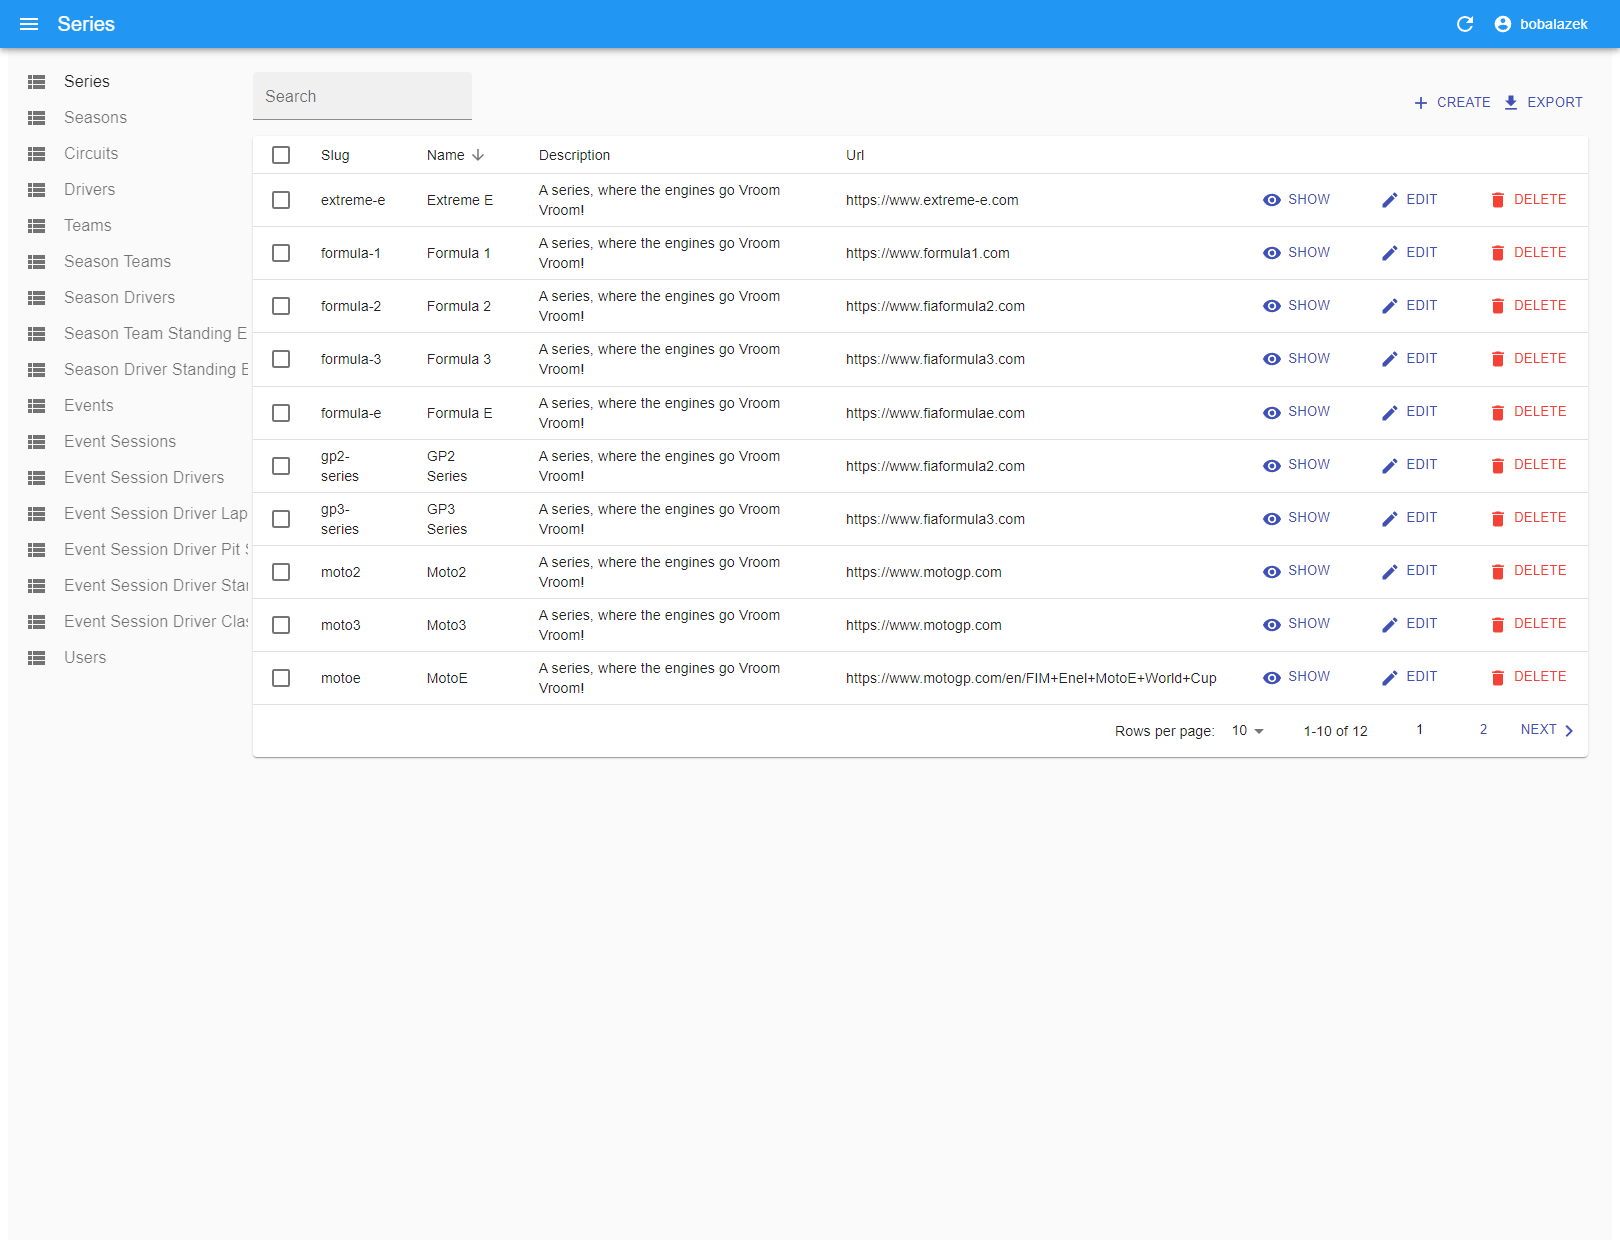 Series
bobalazek
Series
Seasons
Circuits
Drivers
Teams
Season Teams
Season Drivers
Season Team Standing E
Season Driver Standing E
Events
Event Sessions
Event Session Drivers
Event Session Driver Lap
Event Session Driver Pit S
Event Session Driver Star
Event Session Driver Clas
Users
Search
CREATE EXPORT
Slug Name Description Url
extreme-e Extreme E A series, where the engines go Vroom
Vroom! https://www.extreme-e.com SHOW EDIT DELETE
formula-1 Formula 1 A series, where the engines go Vroom
Vroom! https://www.formula1.com SHOW EDIT DELETE
formula-2 Formula 2 A series, where the engines go Vroom
Vroom! https://www.fiaformula2.com SHOW EDIT DELETE
formula-3 Formula 3 A series, where the engines go Vroom
Vroom! https://www.fiaformula3.com SHOW EDIT DELETE
formula-e Formula E A series, where the engines go Vroom
Vroom! https://www.fiaformulae.com SHOW EDIT DELETE
gp2- GP2 A series, where the engines go Vroom
series Series Vroom! https://www.fiaformula2.com SHOW EDIT DELETE
gp3- GP3 A series, where the engines go Vroom
series Series Vroom! https://www.fiaformula3.com SHOW EDIT DELETE
moto2 Moto2 A series, where the engines go Vroom
Vroom! https://www.motogp.com SHOW EDIT DELETE
moto3 Moto3 A series, where the engines go Vroom
Vroom! https://www.motogp.com SHOW EDIT DELETE
motoe MotoE A series, where the engines go Vroom
Vroom! https://www.motogp.com/en/FIM+Enel+MotoE+World+Cup SHOW EDIT DELETE
Rows per page: 10 1-10 of 12 1 2 NEXT